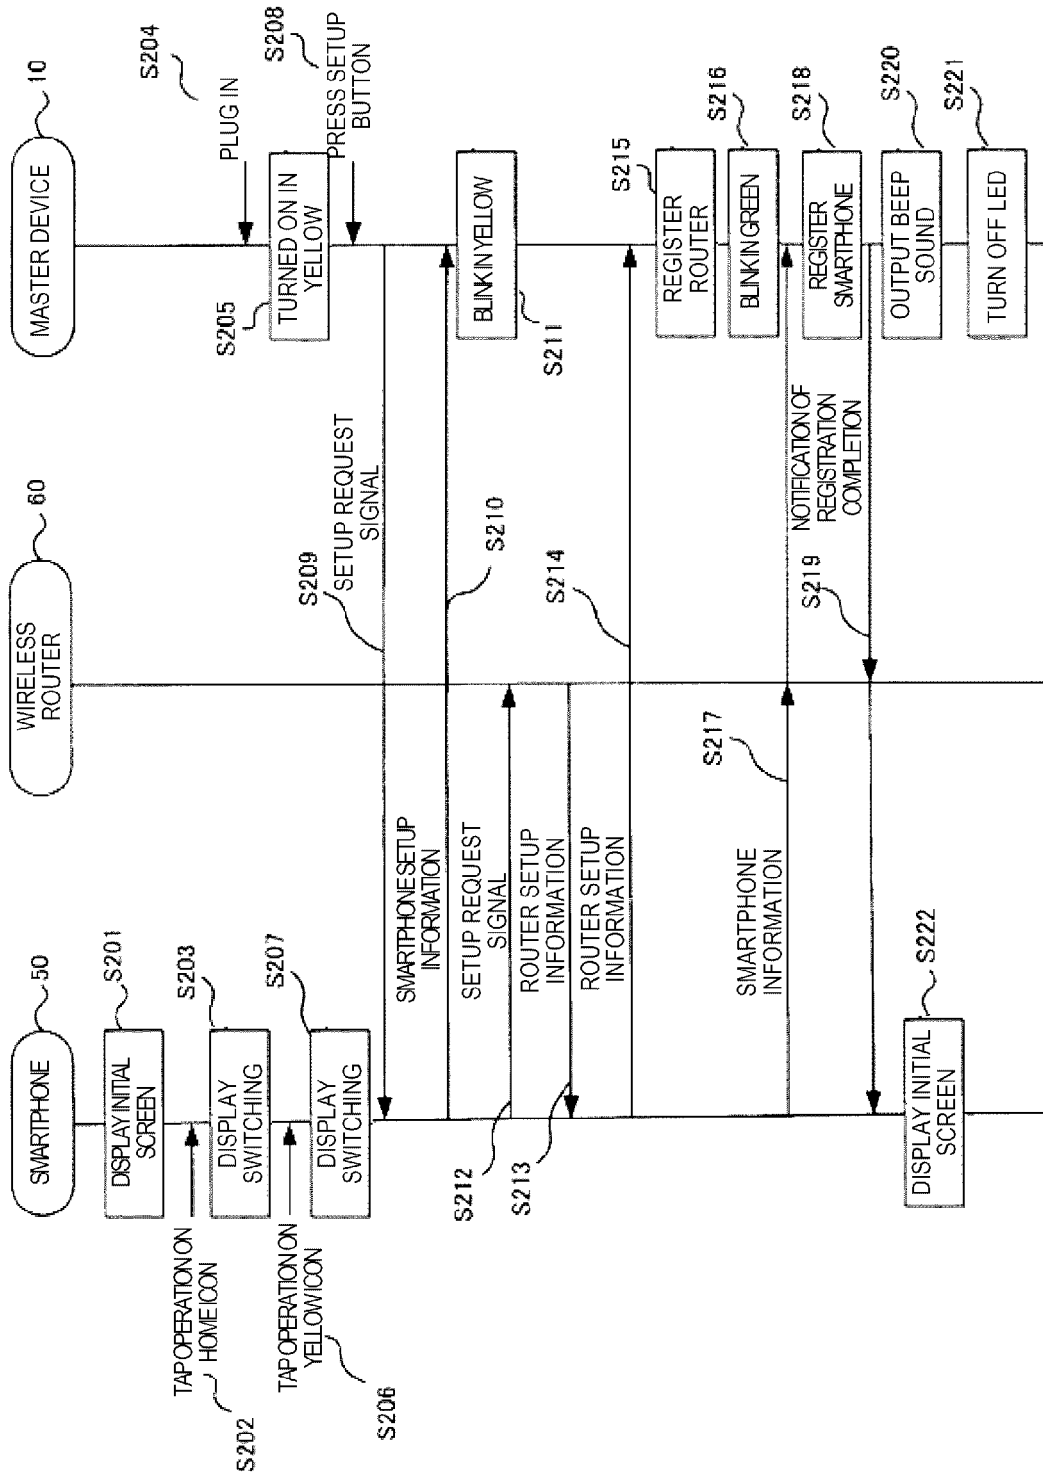 SMARTPHONE
50
WIRELESS
ROUTER
60
MASTER DEVICE
10
DISPLAY INITIAL
SCREEN
S201
TAP OPERATION ON
HOME ICON
S202
DISPLAY
SWITCHING
S203
PLUG IN
S204
TURNED ON IN
YELLOW
S205
TAP OPERATION ON
YELLOW ICON
S206
DISPLAY
SWITCHING
S207
PRESS SETUP
BUTTON
S208
SETUP REQUEST
SIGNAL
S209
SMARTPHONE SETUP
INFORMATION
S210
BLINK IN YELLOW
S211
SETUP REQUEST
SIGNAL
S212
ROUTER SETUP
INFORMATION
S213
ROUTER SETUP
INFORMATION
S214
REGISTER
ROUTER
S215
BLINK IN GREEN
S216
SMARTPHONE
INFORMATION
S217
REGISTER
SMARTPHONE
S218
NOTIFICATION OF
REGISTRATION
COMPLETION
S219
OUTPUT BEEP
SOUND
S220
TURN OFF LED
S221
DISPLAY INITIAL
SCREEN
S222